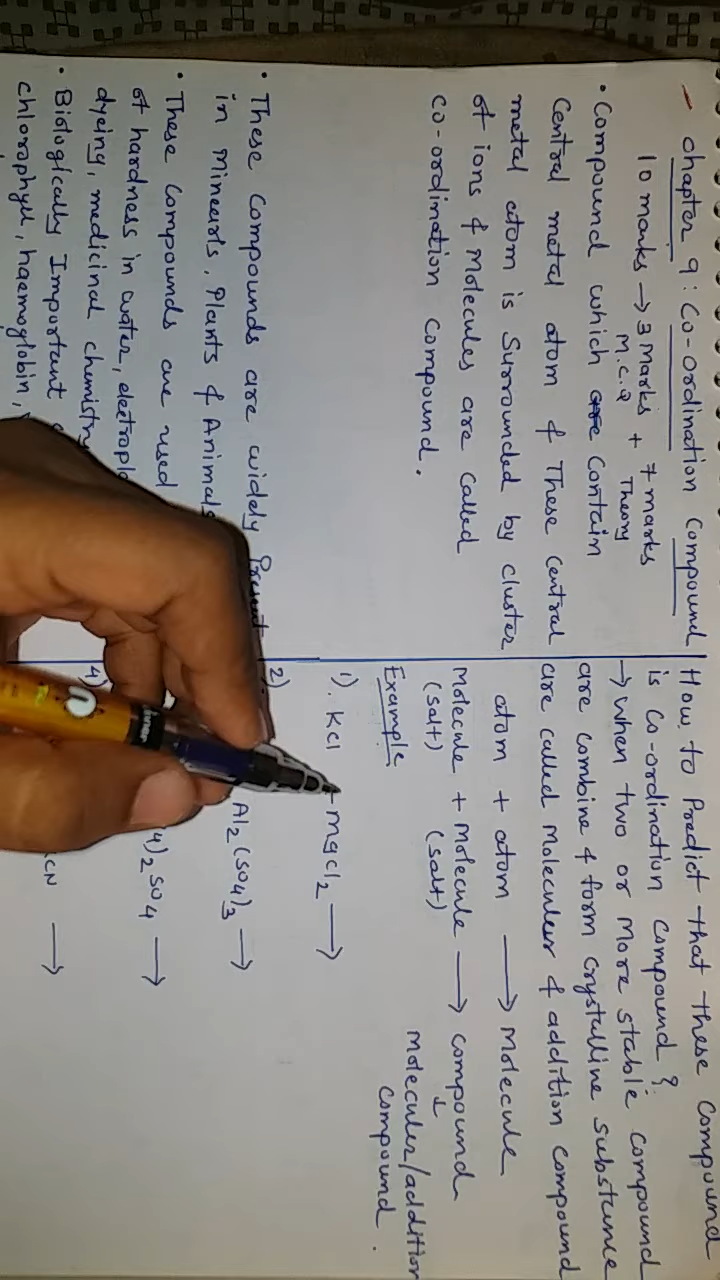 chapter 9: Co-ordination Compound
10 marks → 3 Marks + 7 marks
M.C.Q Theory
• Compound which are contain
Central metal atom & These central
metal atom is Surrounded by cluster
of ions & Molecules are called
co-ordination compound.
• These compounds are widely Present
in Minerals, Plants & Animals
• These compounds are used
of hardness in water, electropla
dyeing, medicinal chemistry
• Biologically Important
chlorophyll, haemoglobin,
How to Predict that these compound
is co-ordination compound?
→ when two or more stable compound
are combine & form crystalline substance
are called Moleculer & addition compound
atom + atom → Molecule
Molecule + Molecule → compound
(salt) (salt) ↓
Moleculer/addition
compound.
Example
1). KCl + MgCl2 →
2)
Al2(SO4)3 →
4)2SO4 →
4)
CN →